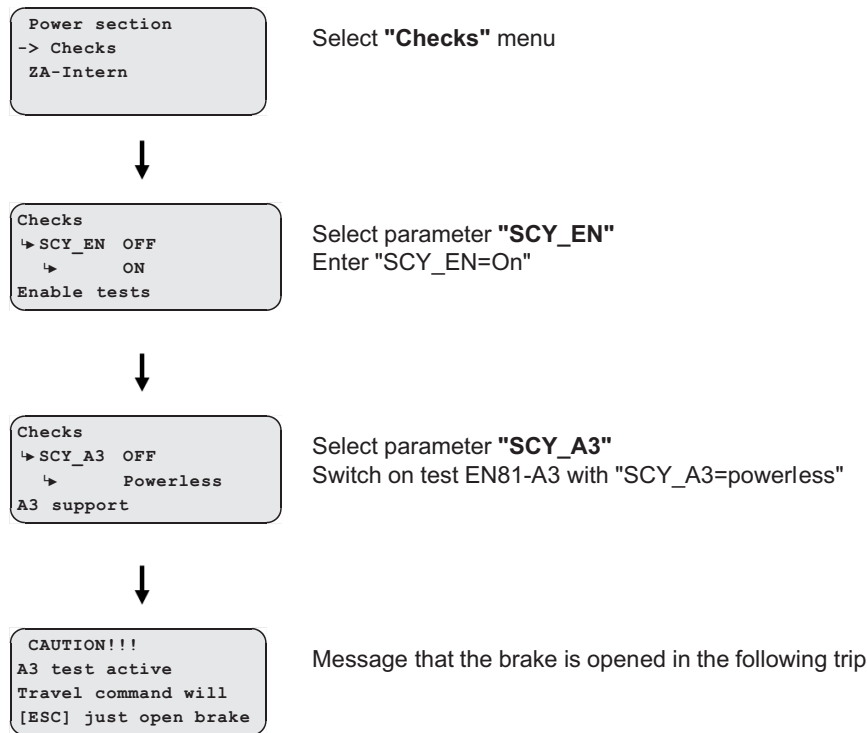 Power section
-> Checks
ZA-Intern
Select "Checks" menu
Checks
↳ SCY_EN OFF
↳ ON
Enable tests
Select parameter "SCY_EN"
Enter "SCY_EN=On"
Checks
↳ SCY_A3 OFF
↳ Powerless
A3 support
Select parameter "SCY_A3"
Switch on test EN81-A3 with "SCY_A3=powerless"
CAUTION!!!
A3 test active
Travel command will
[ESC] just open brake
Message that the brake is opened in the following trip